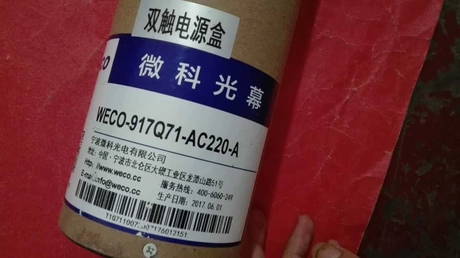 双触电源盒
微科光幕
WECO-917Q71-AC220-A
宁波微科光电有限公司
地址：中国·宁波市北仑区大碶工业区龙潭山路51号
Http://www.weco.cc
服务热线：400-6060-249
E-mail:info@weco.cc
生产日期：2017.06.01